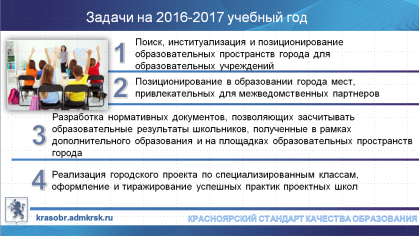 Задачи на 2016-2017 учебный год
1
Поиск, институализация и позиционирование
образовательных пространств города для
образовательных учреждений
2
Позиционирование в образовании города мест,
привлекательных для межведомственных партнеров
3
Разработка нормативных документов, позволяющих засчитывать
образовательные результаты школьников, полученные в рамках
дополнительного образования и на площадках образовательных пространств
города
4
Реализация городского проекта по специализированным классам,
оформление и тиражирование успешных практик проектных школ
krasobr.admkrsk.ru
КРАСНОЯРСКИЙ СТАНДАРТ КАЧЕСТВА ОБРАЗОВАНИЯ